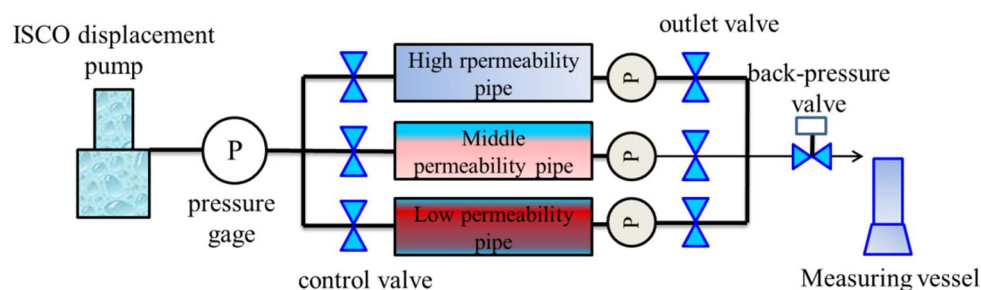 ISCO displacement
pump
P
pressure
gage
control valve
High rpermeability
pipe
P
Middle
permeability pipe
P
Low permeability
pipe
P
outlet valve
back-pressure
valve
Measuring vessel